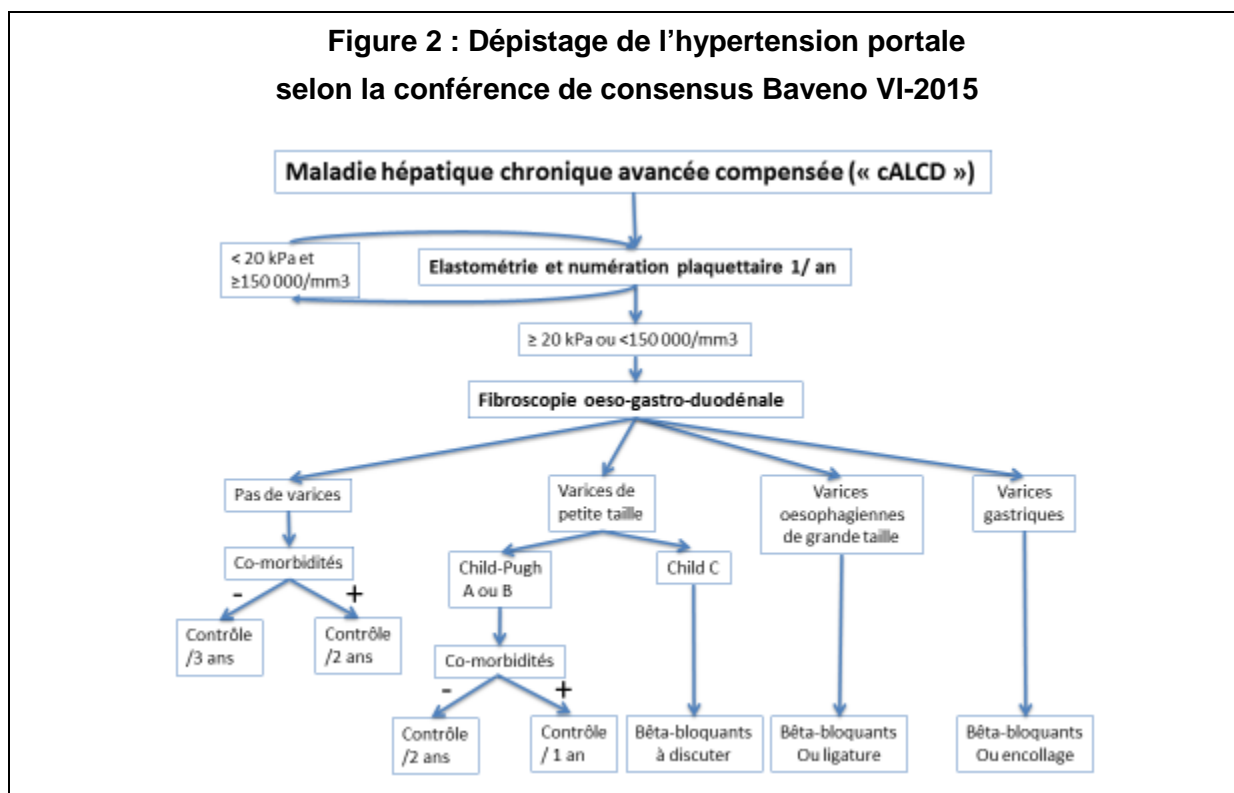 Figure 2 : Dépistage de l’hypertension portale
selon la conférence de consensus Baveno VI-2015
Maladie hépatique chronique avancée compensée (« cALCD »)
< 20 kPa et
≥150 000/mm3
Elastométrie et numération plaquettaire 1/ an
≥ 20 kPa ou <150 000/mm3
Fibroscopie oeso-gastro-duodénale
Pas de varices
Varices de
petite taille
Varices
oesophagiennes
de grande taille
Varices
gastriques
Co-morbidités
-
+
Contrôle
/3 ans
Contrôle
/2 ans
Child-Pugh
A ou B
Child C
Co-morbidités
-
+
Contrôle
/2 ans
Contrôle
/ 1 an
Bêta-bloquants
à discuter
Bêta-bloquants
Ou ligature
Bêta-bloquants
Ou encollage